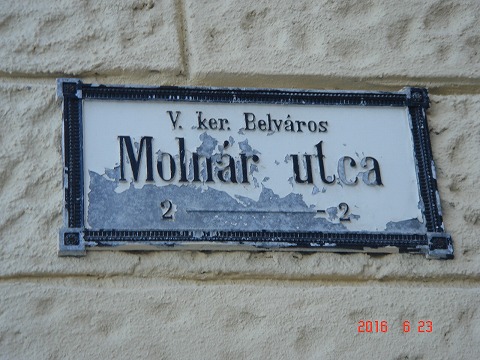 V. ker. Belváros
Molnár utca
2 ——— 2
2016 6 23